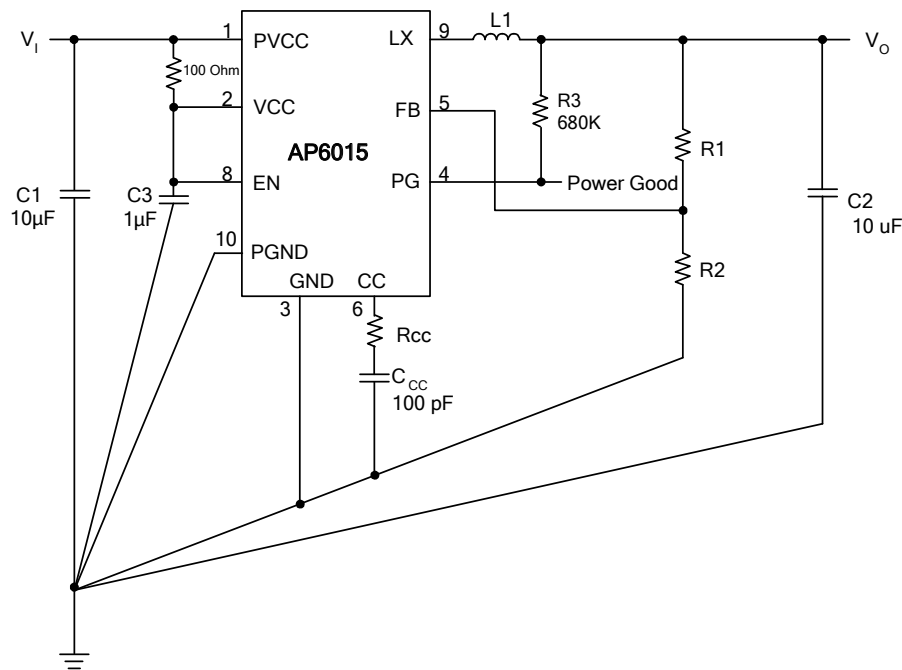 V_I
1
PVCC
LX
9
L1
V_O
100 Ohm
2
VCC
FB
5
R3
680K
R1
AP6015
8
EN
PG
4
Power Good
C1
10µF
C3
1µF
C2
10 uF
10
PGND
R2
GND
CC
3
6
Rcc
C_CC
100 pF